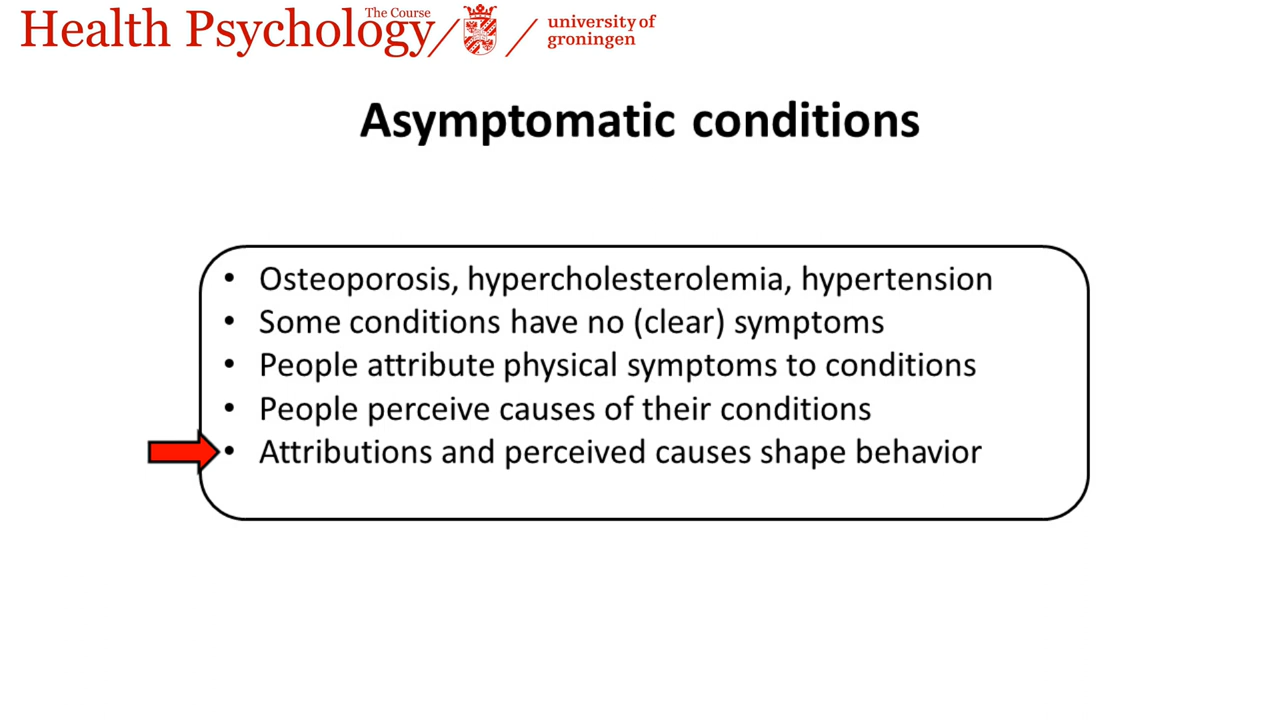 The Course
Health Psychology
university of
groningen
Asymptomatic conditions
• Osteoporosis, hypercholesterolemia, hypertension
• Some conditions have no (clear) symptoms
• People attribute physical symptoms to conditions
• People perceive causes of their conditions
• Attributions and perceived causes shape behavior